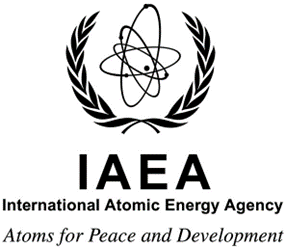 IAEA
International Atomic Energy Agency
Atoms for Peace and Development